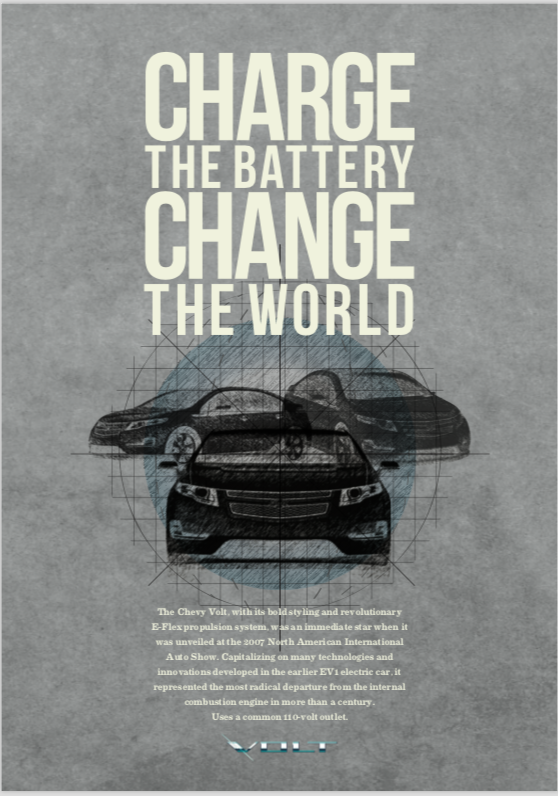 CHARGE
THE BATTERY
CHANGE
THE WORLD
The Chevy Volt, with its bold styling and revolutionary
E-Flex propulsion system, was an immediate star when it
was unveiled at the 2007 North American International
Auto Show. Capitalizing on many technologies and
innovations developed in the earlier EV1 electric car, it
represented the most radical departure from the internal
combustion engine in more than a century.
Uses a common 110-volt outlet.
VOLT